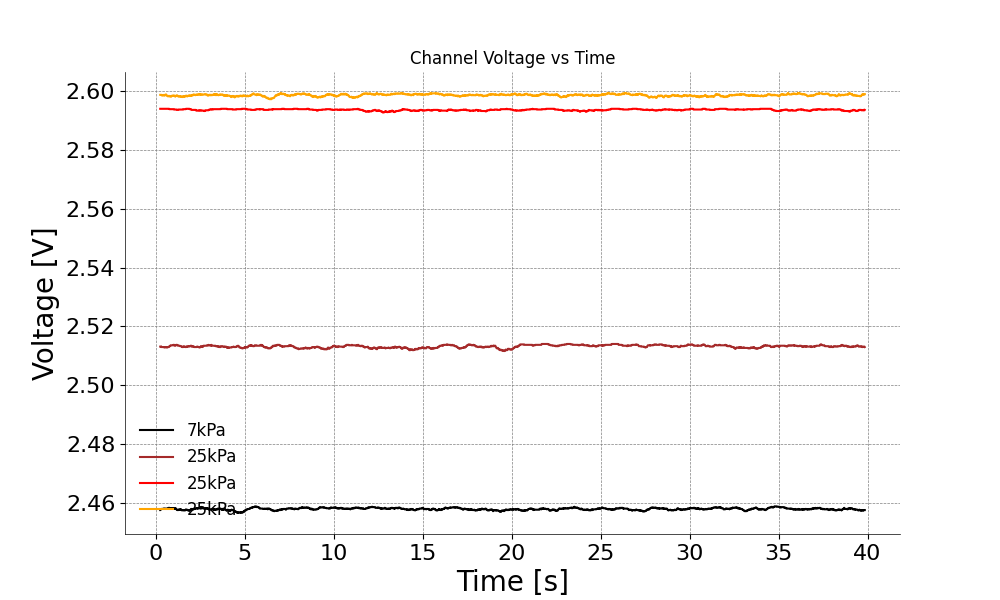 Channel Voltage vs Time
Voltage [V]
2.60
2.58
2.56
2.54
2.52
2.50
2.48
2.46
7kPa
25kPa
25kPa
25kPa
0 5 10 15 20 25 30 35 40
Time [s]